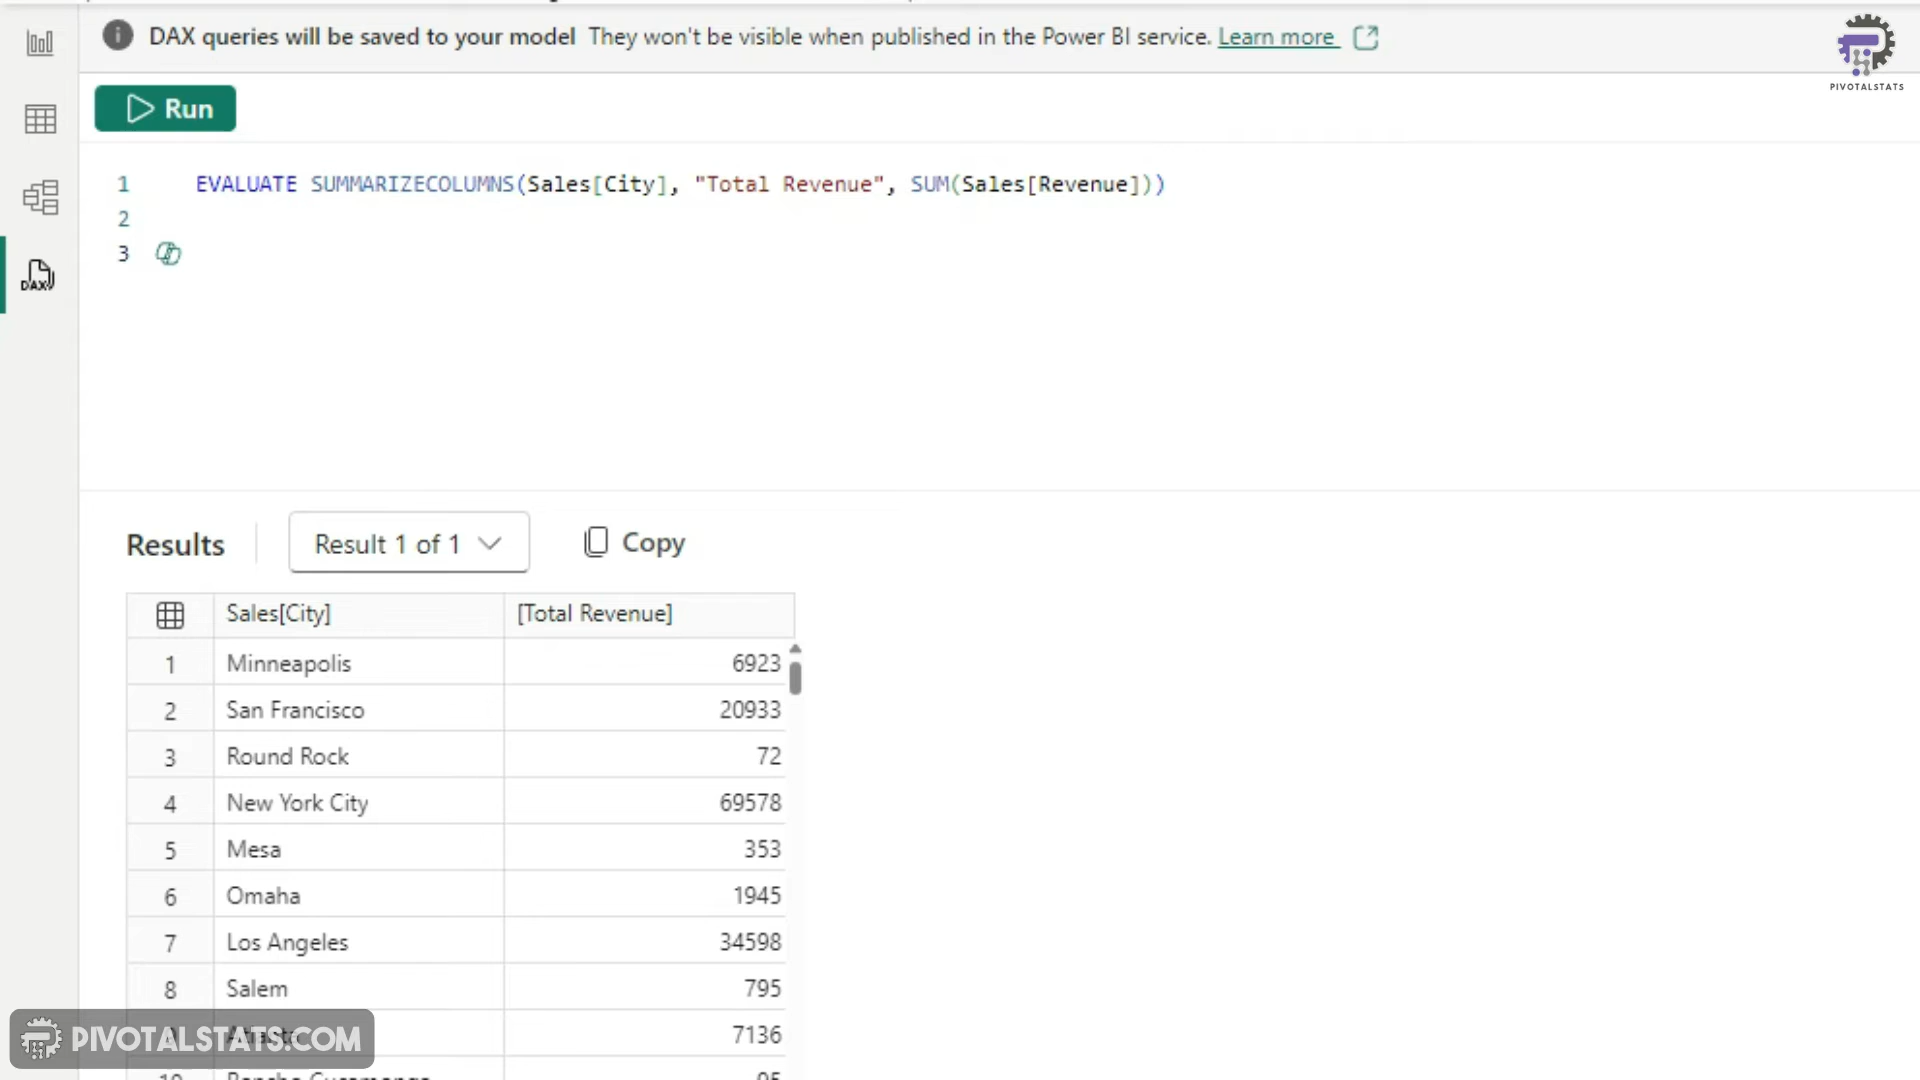 DAX queries will be saved to your model They won't be visible when published in the Power BI service. Learn more
PIVOTALSTATS
Run
1 EVALUATE SUMMARIZECOLUMNS(Sales[City], "Total Revenue", SUM(Sales[Revenue]))
2
3
DAX
Results Result 1 of 1 Copy
Sales[City] [Total Revenue]
1 Minneapolis 6923
2 San Francisco 20933
3 Round Rock 72
4 New York City 69578
5 Mesa 353
6 Omaha 1945
7 Los Angeles 34598
8 Salem 795
7136
PIVOTALSTATS.COM